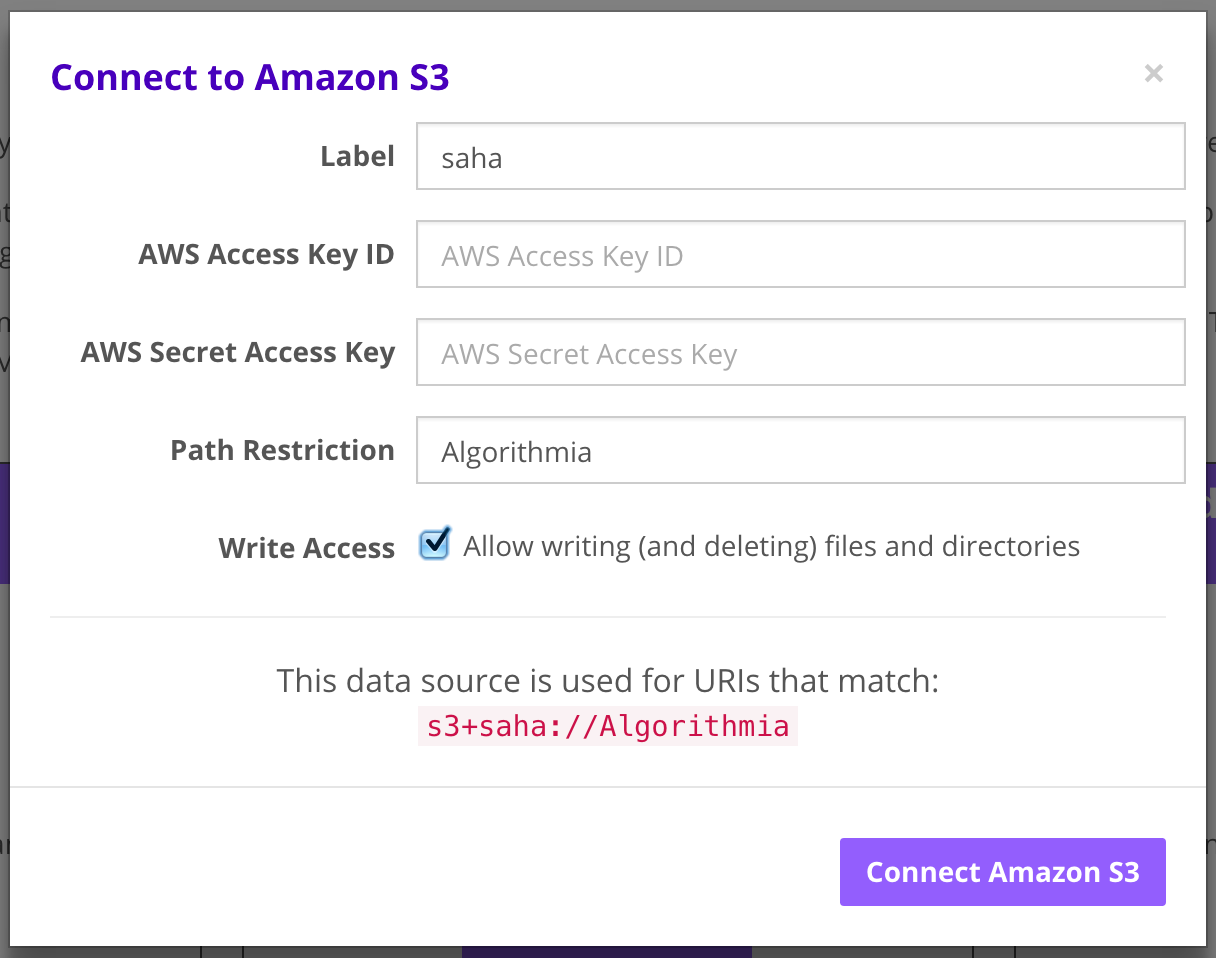 Connect to Amazon S3 ×
Label saha
AWS Access Key ID AWS Access Key ID
AWS Secret Access Key AWS Secret Access Key
Path Restriction Algorithmia
Write Access Allow writing (and deleting) files and directories
This data source is used for URIs that match:
s3+saha://Algorithmia
Connect Amazon S3